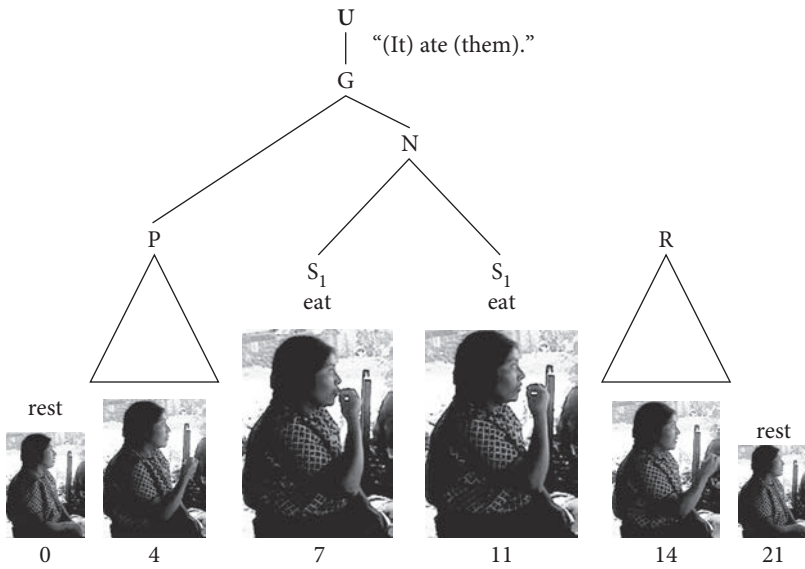 U
“(It) ate (them).”
G
N
P
R
S1
S1
eat
eat
rest
rest
0
4
7
11
14
21